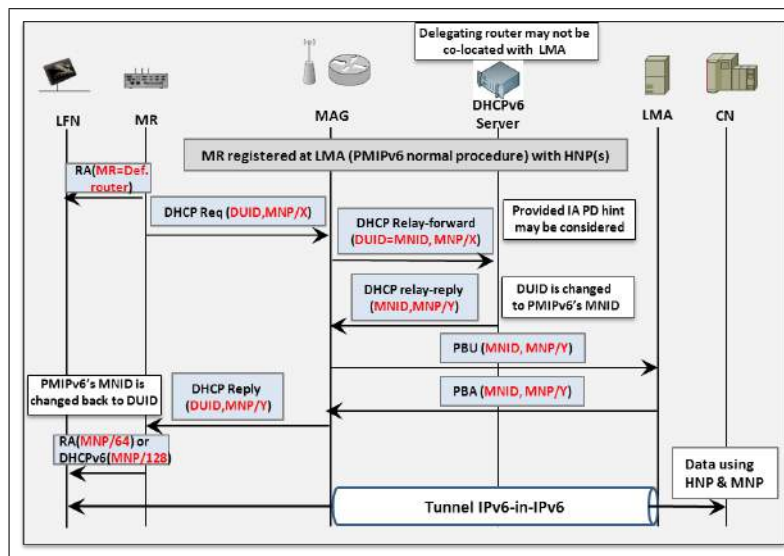 Delegating router may not be
co-located with LMA
LFN
MR
MAG
DHCPv6
Server
LMA
CN
MR registered at LMA (PMIPv6 normal procedure) with HNP(s)
RA(MR=Def.
router)
DHCP Req (DUID,MNP/X)
DHCP Relay-forward
(DUID=MNID, MNP/X)
Provided IA PD hint
may be considered
DHCP relay-reply
(MNID,MNP/Y)
DUID is changed
to PMIPv6's MNID
PBU (MNID, MNP/Y)
PMIPv6's MNID is
changed back to DUID
DHCP Reply
(DUID,MNP/Y)
PBA (MNID, MNP/Y)
RA(MNP/64) or
DHCPv6(MNP/128)
Data using
HNP & MNP
Tunnel IPv6-in-IPv6